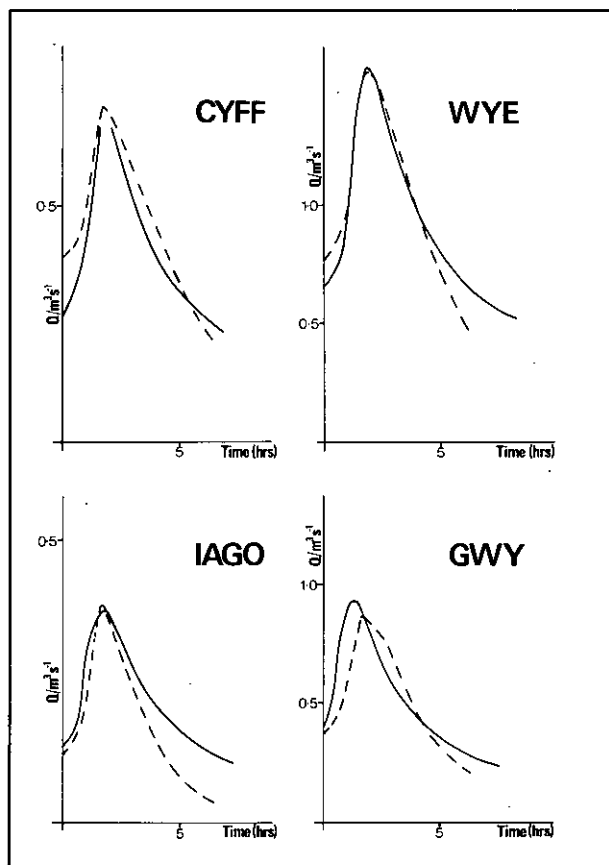 CYFF
0·5
Q/m³s⁻¹
5
Time(hrs)
WYE
Q/m³s⁻¹
1·0
0·5
5
Time(hrs)
IAGO
0·5
Q/m³s⁻¹
5
Time(hrs)
GWY
Q/m³s⁻¹
1·0
0·5
5
Time(hrs)